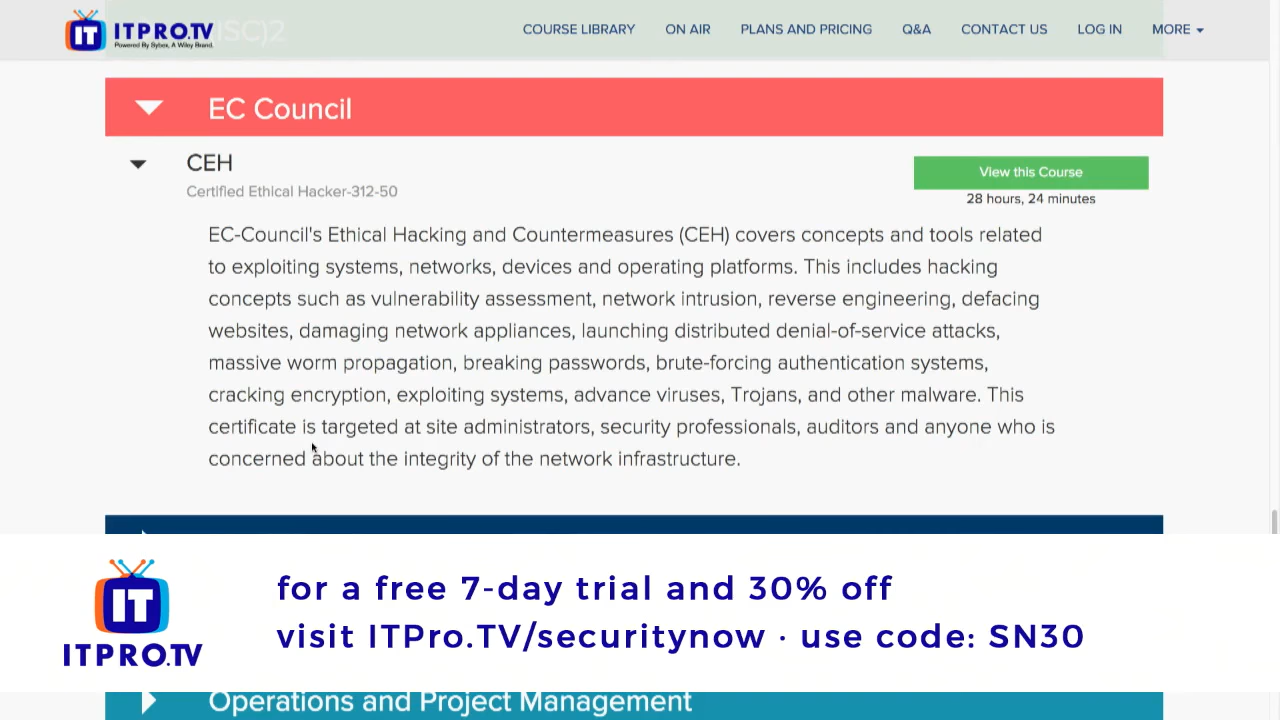 IT ITPRO.TV
Powered By Sybex, A Wiley Brand.
ISC)2
COURSE LIBRARY ON AIR PLANS AND PRICING Q&A CONTACT US LOG IN MORE
EC Council
CEH
Certified Ethical Hacker-312-50
View this Course
28 hours, 24 minutes
EC-Council's Ethical Hacking and Countermeasures (CEH) covers concepts and tools related
to exploiting systems, networks, devices and operating platforms. This includes hacking
concepts such as vulnerability assessment, network intrusion, reverse engineering, defacing
websites, damaging network appliances, launching distributed denial-of-service attacks,
massive worm propagation, breaking passwords, brute-forcing authentication systems,
cracking encryption, exploiting systems, advance viruses, Trojans, and other malware. This
certificate is targeted at site administrators, security professionals, auditors and anyone who is
concerned about the integrity of the network infrastructure.
IT
ITPRO.TV
for a free 7-day trial and 30% off
visit ITPro.TV/securitynow · use code: SN30
Operations and Project Management